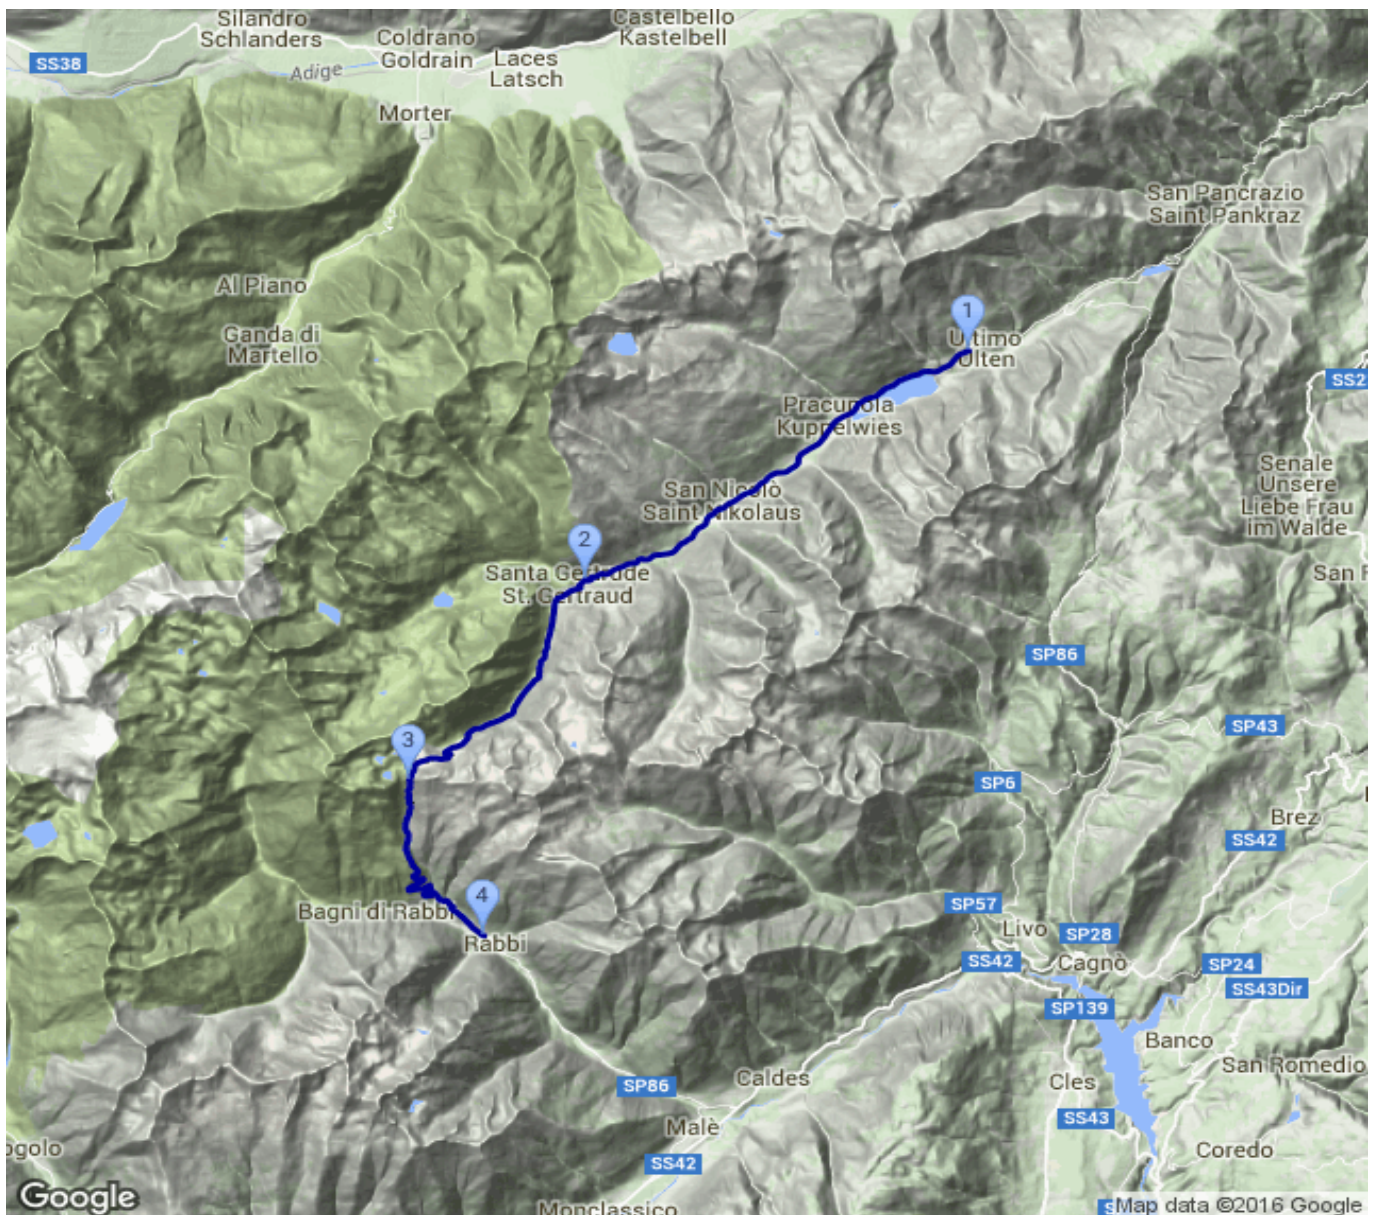 Silandro
Schlanders
Castelbello
Kastelbell
Coldrano
Goldrain
Laces
Latsch
SS38
Adige
Morter
San Pancrazio
Saint Pankraz
Al Piano
Ganda di
Martello
1
Ultimo
Ulten
SS2
Pracupola
Kuppelwies
Senale
Unsere
Liebe Frau
im Walde
San Nicolò
Saint Nikolaus
2
Santa Gertrude
St. Gertraud
San F
SP86
SP43
3
SP6
Brez
SS42
4
Bagni di Rabbi
SP57
Livo
SP28
Rabbi
SS42
Cagnò
SP24
SS43Dir
SP139
Banco
San Romedio
SP86
Caldes
Cles
SS43
Malè
ogolo
Coredo
SS42
Monclassico
Google
Map data ©2016 Google